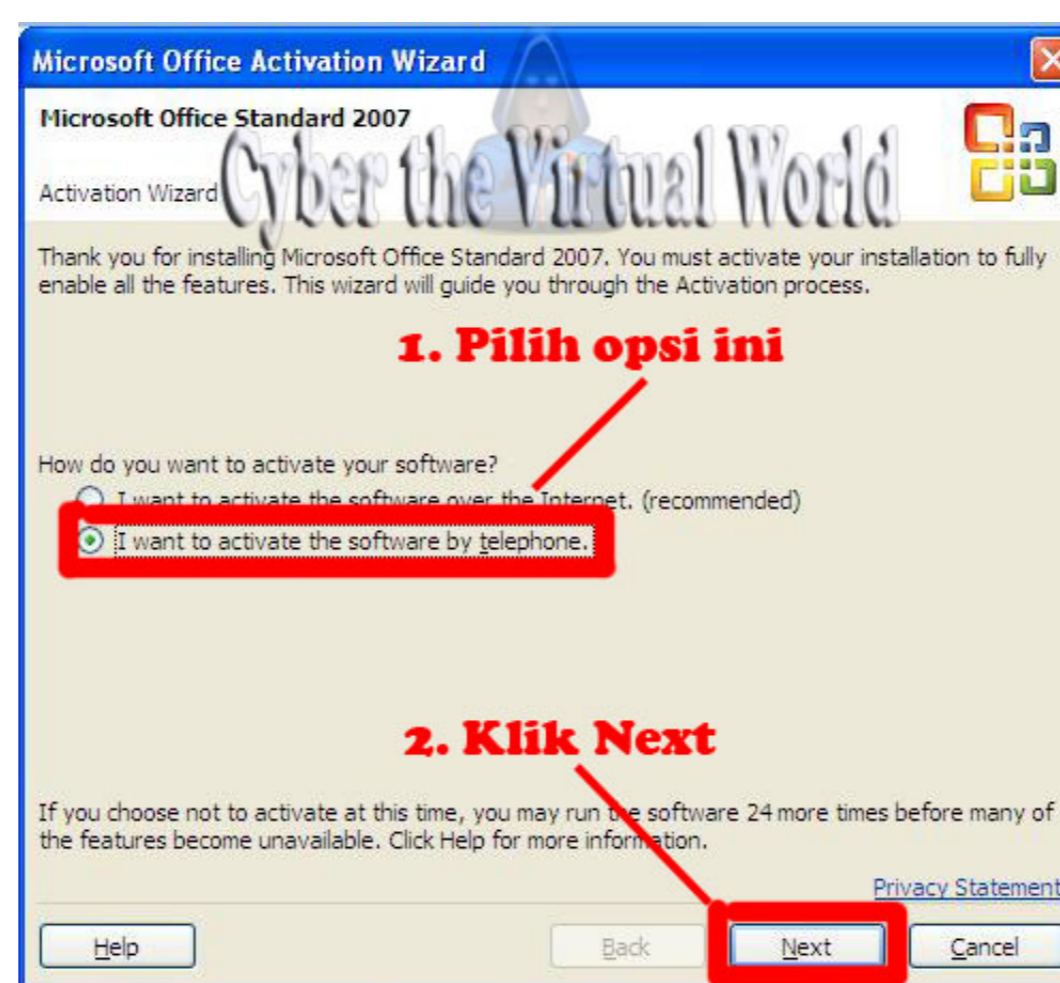 Microsoft Office Activation Wizard
Microsoft Office Standard 2007
Cyber the Virtual World
Activation Wizard
Thank you for installing Microsoft Office Standard 2007. You must activate your installation to fully
enable all the features. This wizard will guide you through the Activation process.
1. Pilih opsi ini
How do you want to activate your software?
I want to activate the software over the Internet. (recommended)
I want to activate the software by telephone.
2. Klik Next
If you choose not to activate at this time, you may run the software 24 more times before many of
the features become unavailable. Click Help for more information.
Privacy Statement
Help
Back
Next
Cancel